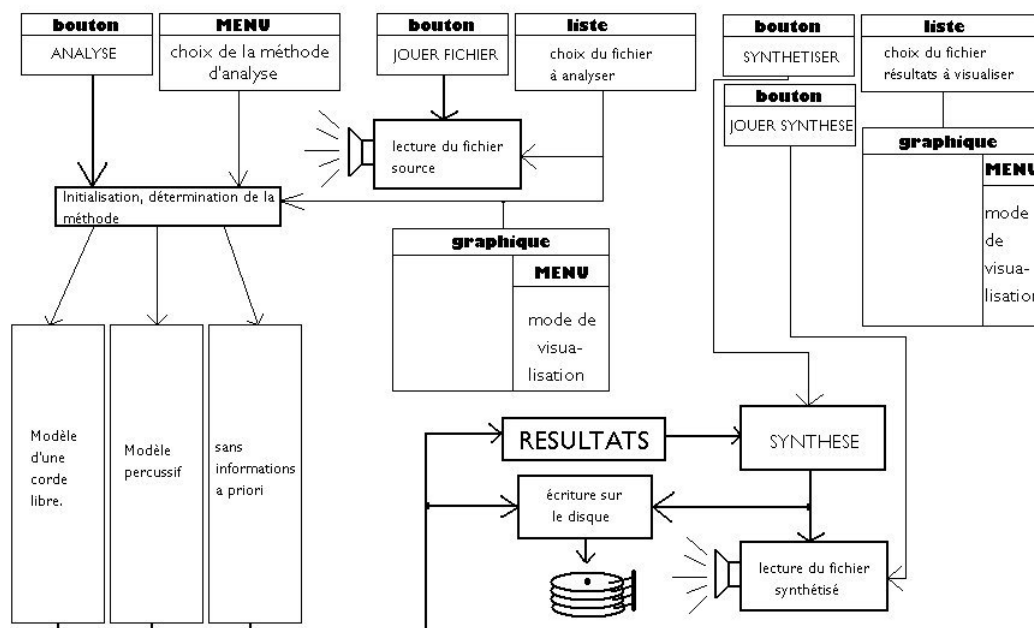 bouton
ANALYSE
MENU
choix de la méthode
d'analyse
bouton
JOUER FICHIER
liste
choix du fichier
à analyser
bouton
SYNTHETISER
liste
choix du fichier
résultats à visualiser
bouton
JOUER SYNTHESE
lecture du fichier
source
graphique
MENU
mode
de
visua-
lisation
Initialisation, détermination de la
méthode
graphique
MENU
mode de
visua-
lisation
Modèle
d'une
corde
libre.
Modèle
percussif
sans
informations
a priori
RESULTATS
SYNTHESE
écriture sur
le disque
lecture du fichier
synthétisé